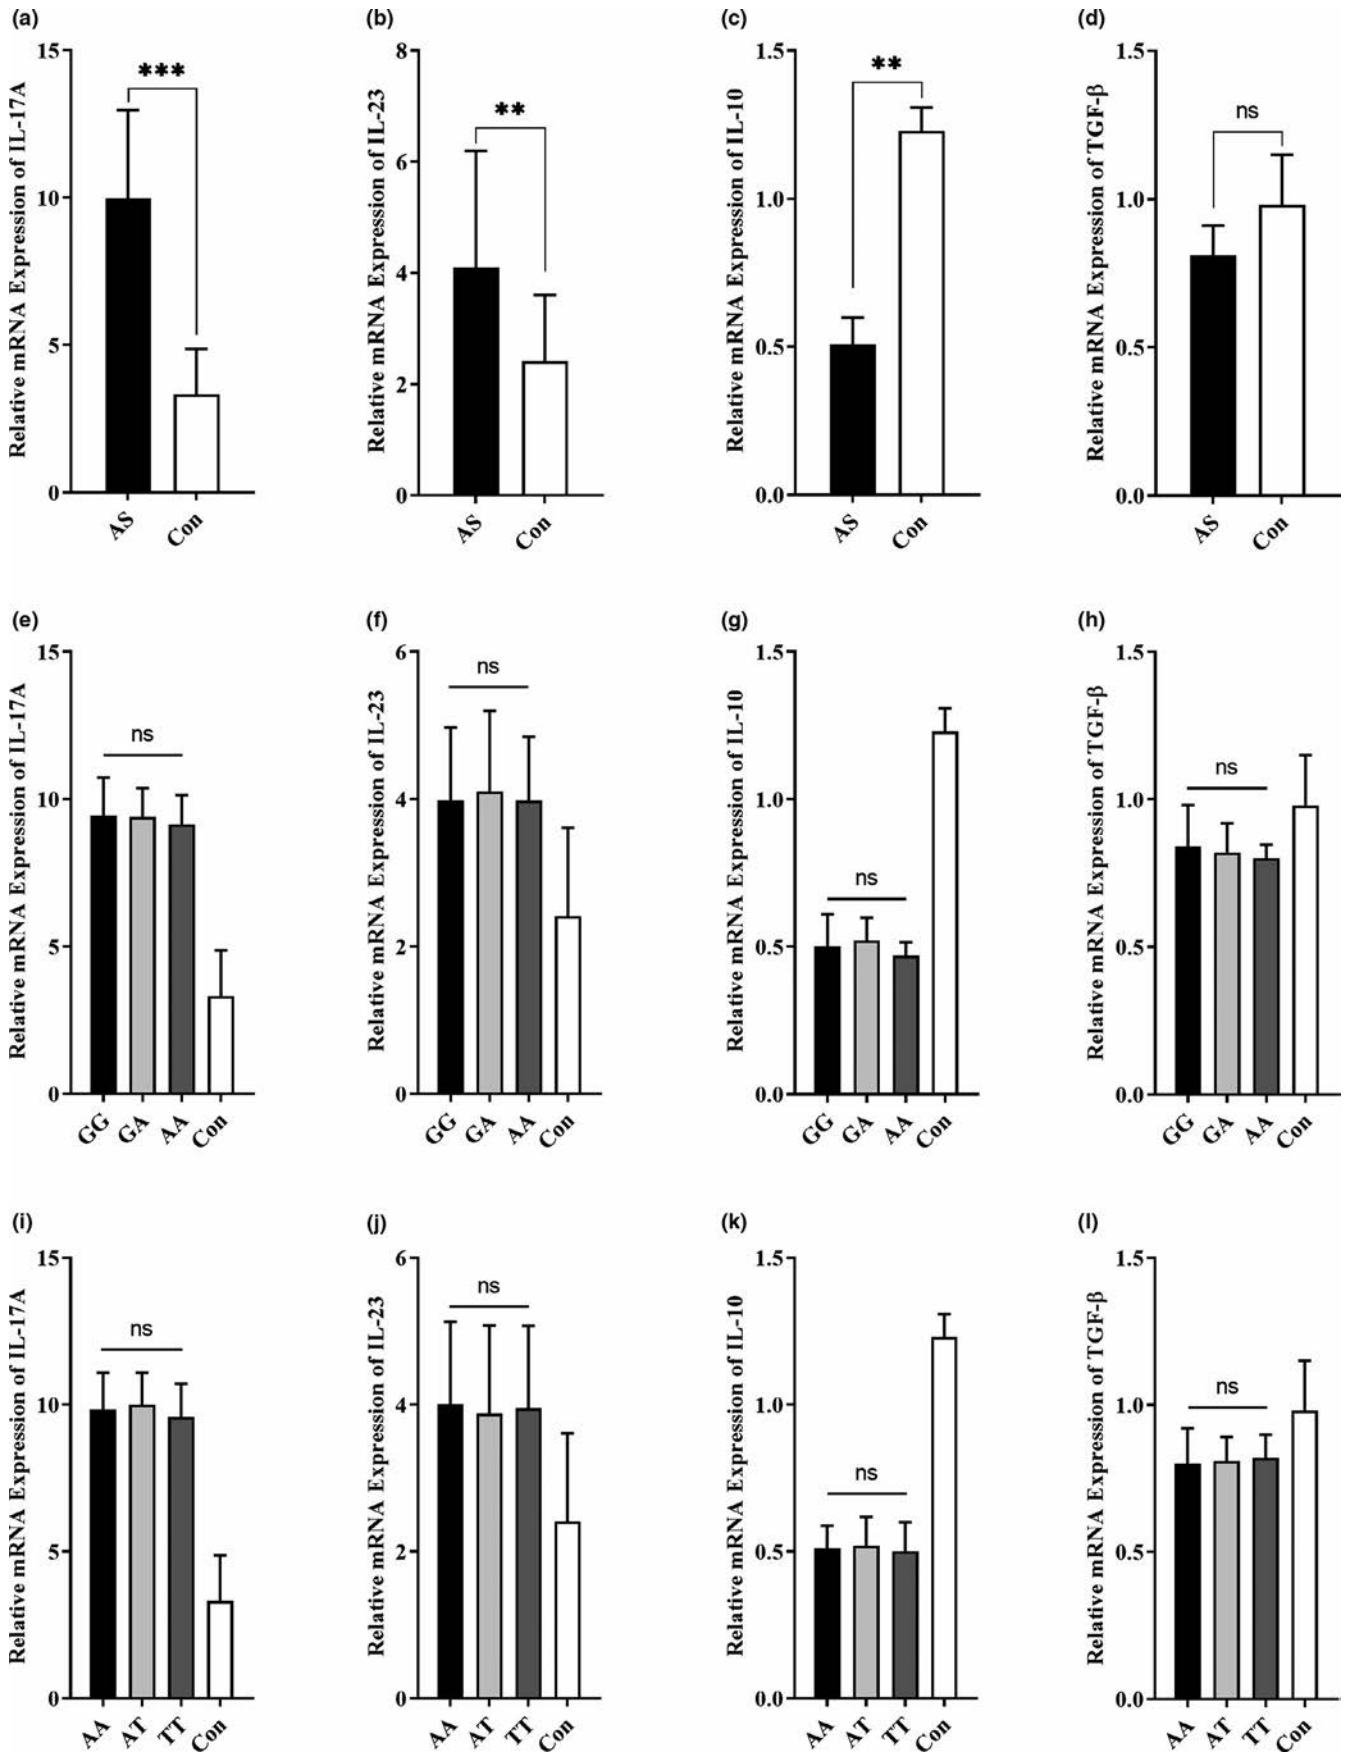 (a)
Relative mRNA Expression of IL-17A
15
10
5
0
***
AS
Con
(b)
Relative mRNA Expression of IL-23
8
6
4
2
0
**
AS
Con
(c)
Relative mRNA Expression of IL-10
1.5
1.0
0.5
0.0
**
AS
Con
(d)
Relative mRNA Expression of TGF-β
1.5
1.0
0.5
0.0
ns
AS
Con
(e)
Relative mRNA Expression of IL-17A
15
10
5
0
ns
GG
GA
AA
Con
(f)
Relative mRNA Expression of IL-23
6
4
2
0
ns
GG
GA
AA
Con
(g)
Relative mRNA Expression of IL-10
1.5
1.0
0.5
0.0
ns
GG
GA
AA
Con
(h)
Relative mRNA Expression of TGF-β
1.5
1.0
0.5
0.0
ns
GG
GA
AA
Con
(i)
Relative mRNA Expression of IL-17A
15
10
5
0
ns
AA
AT
TT
Con
(j)
Relative mRNA Expression of IL-23
6
4
2
0
ns
AA
AT
TT
Con
(k)
Relative mRNA Expression of IL-10
1.5
1.0
0.5
0.0
ns
AA
AT
TT
Con
(l)
Relative mRNA Expression of TGF-β
1.5
1.0
0.5
0.0
ns
AA
AT
TT
Con